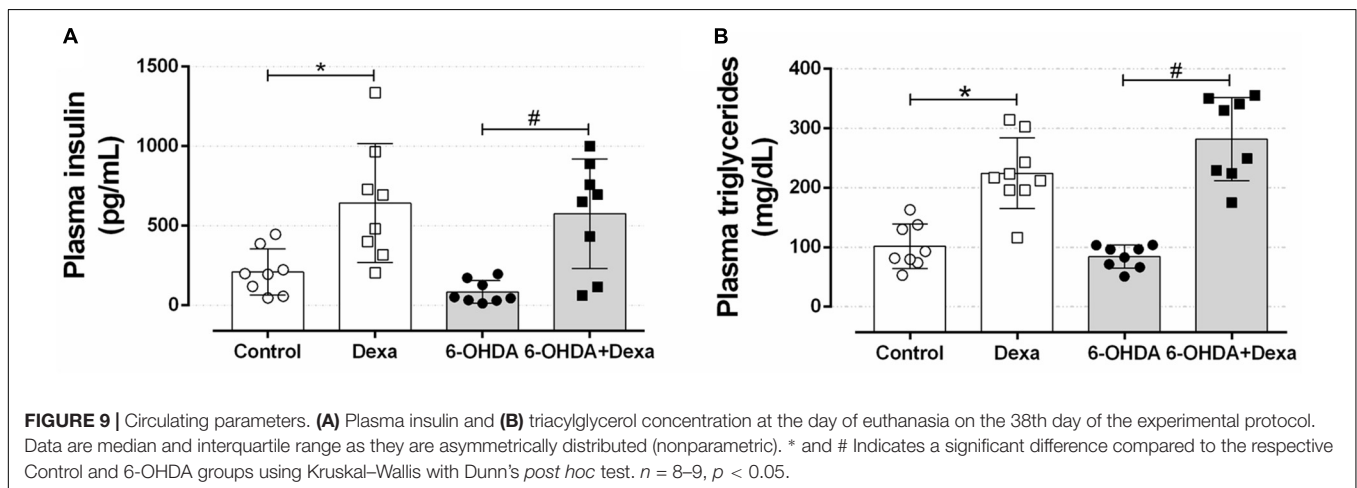 A
B
Plasma insulin
(pg/mL)
1500
1000
500
0
*
#
Control Dexa 6-OHDA 6-OHDA+Dexa
Plasma triglycerides
(mg/dL)
400
300
200
100
0
*
#
Control Dexa 6-OHDA 6-OHDA+Dexa
FIGURE 9 | Circulating parameters. (A) Plasma insulin and (B) triacylglycerol concentration at the day of euthanasia on the 38th day of the experimental protocol.
Data are median and interquartile range as they are asymmetrically distributed (nonparametric). * and # Indicates a significant difference compared to the respective
Control and 6-OHDA groups using Kruskal–Wallis with Dunn's post hoc test. n = 8–9, p < 0.05.